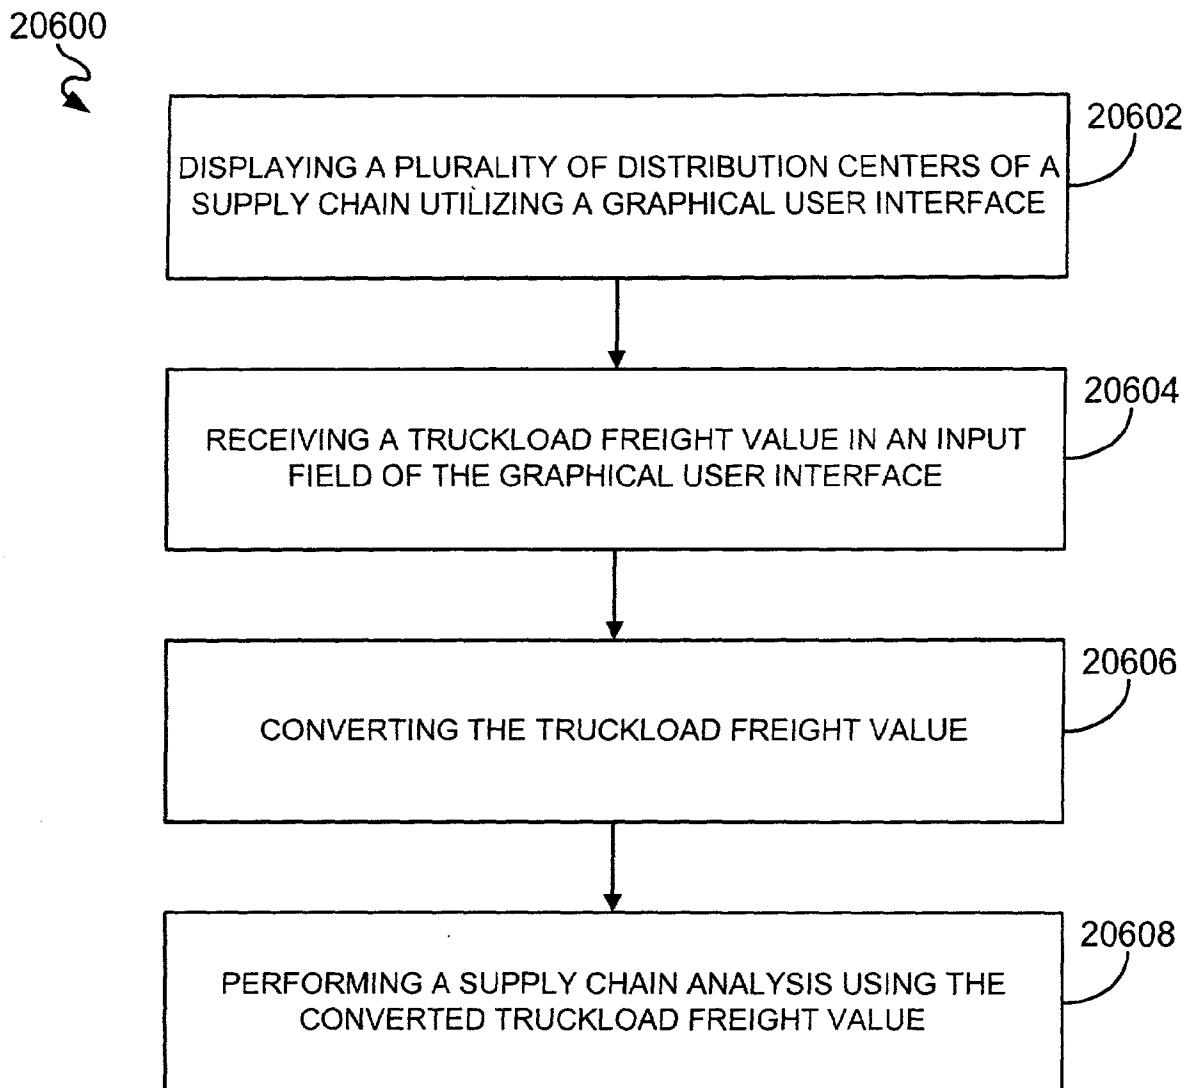 20600
20602
DISPLAYING A PLURALITY OF DISTRIBUTION CENTERS OF A
SUPPLY CHAIN UTILIZING A GRAPHICAL USER INTERFACE
20604
RECEIVING A TRUCKLOAD FREIGHT VALUE IN AN INPUT
FIELD OF THE GRAPHICAL USER INTERFACE
20606
CONVERTING THE TRUCKLOAD FREIGHT VALUE
20608
PERFORMING A SUPPLY CHAIN ANALYSIS USING THE
CONVERTED TRUCKLOAD FREIGHT VALUE